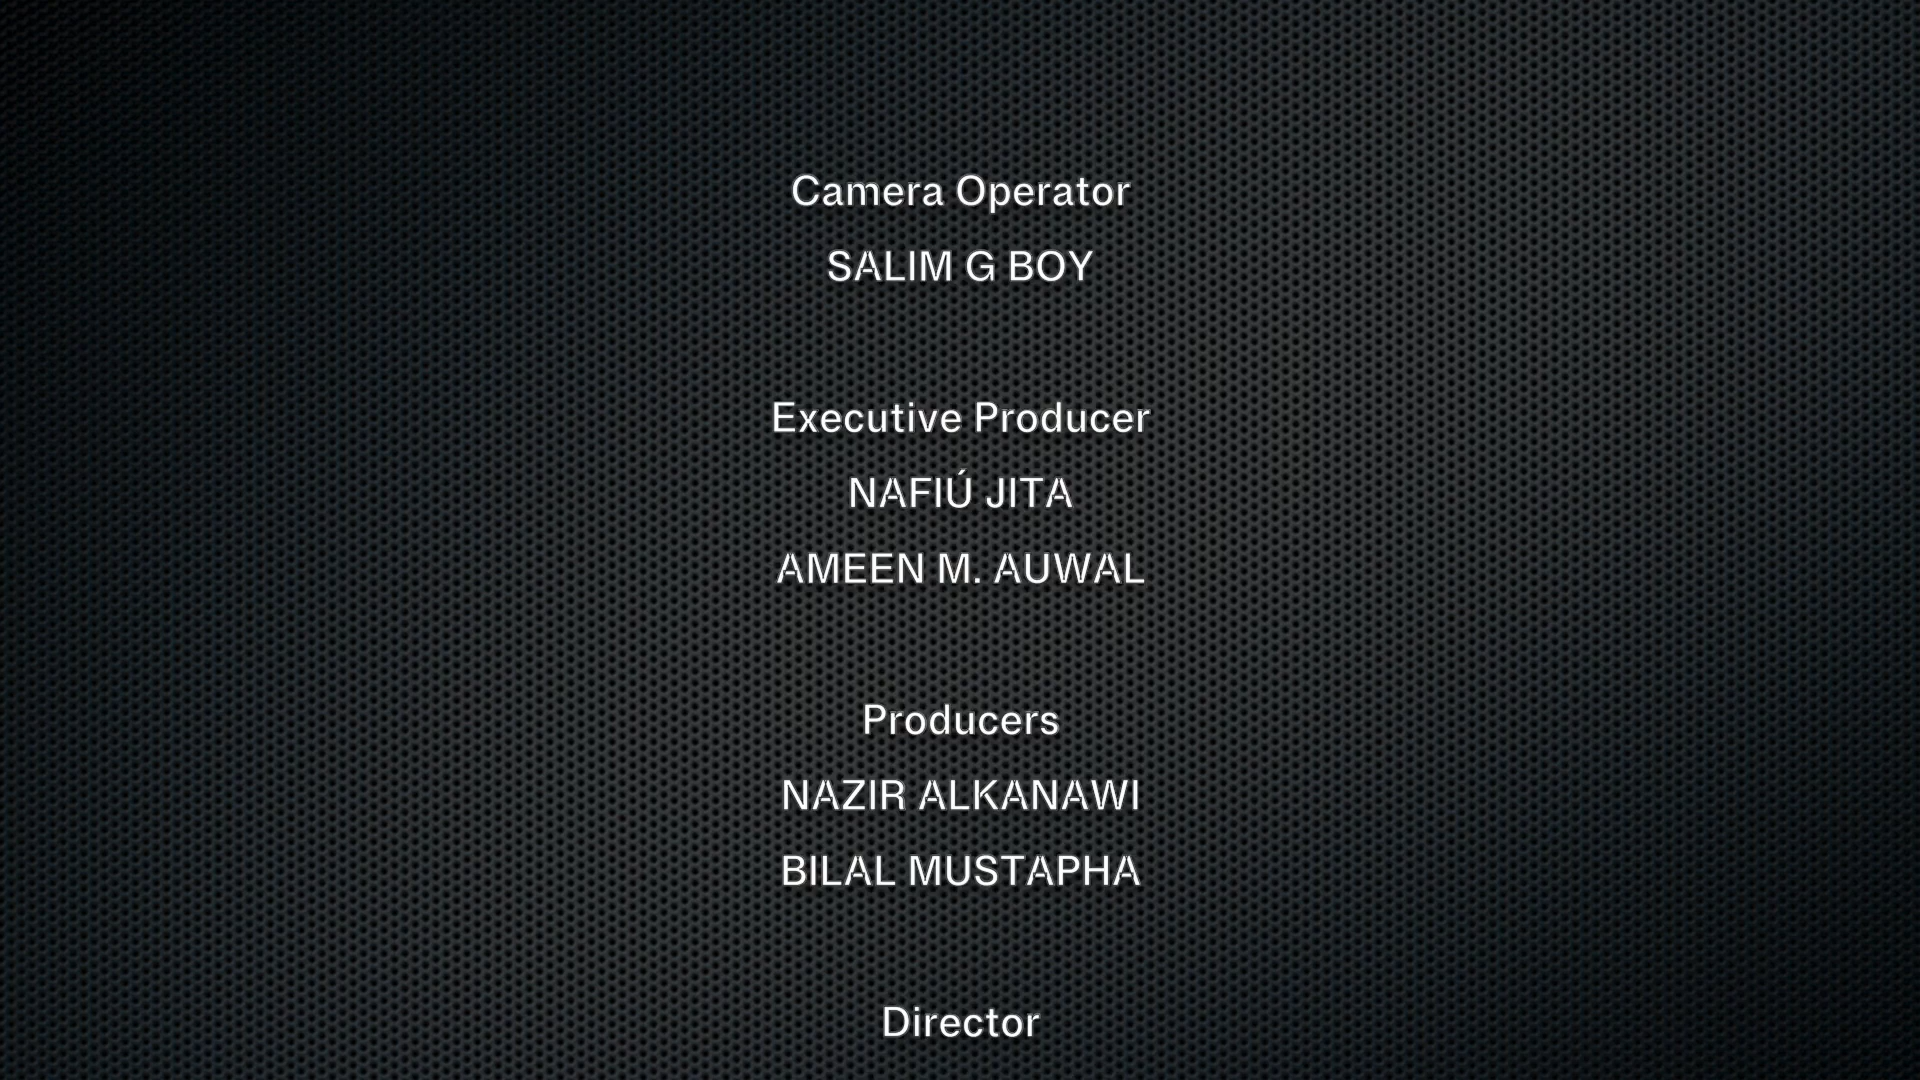 Camera Operator
SALIM G BOY
Executive Producer
NAFIÚ JITA
AMEEN M. AUWAL
Producers
NAZIR ALKANAWI
BILAL MUSTAPHA
Director